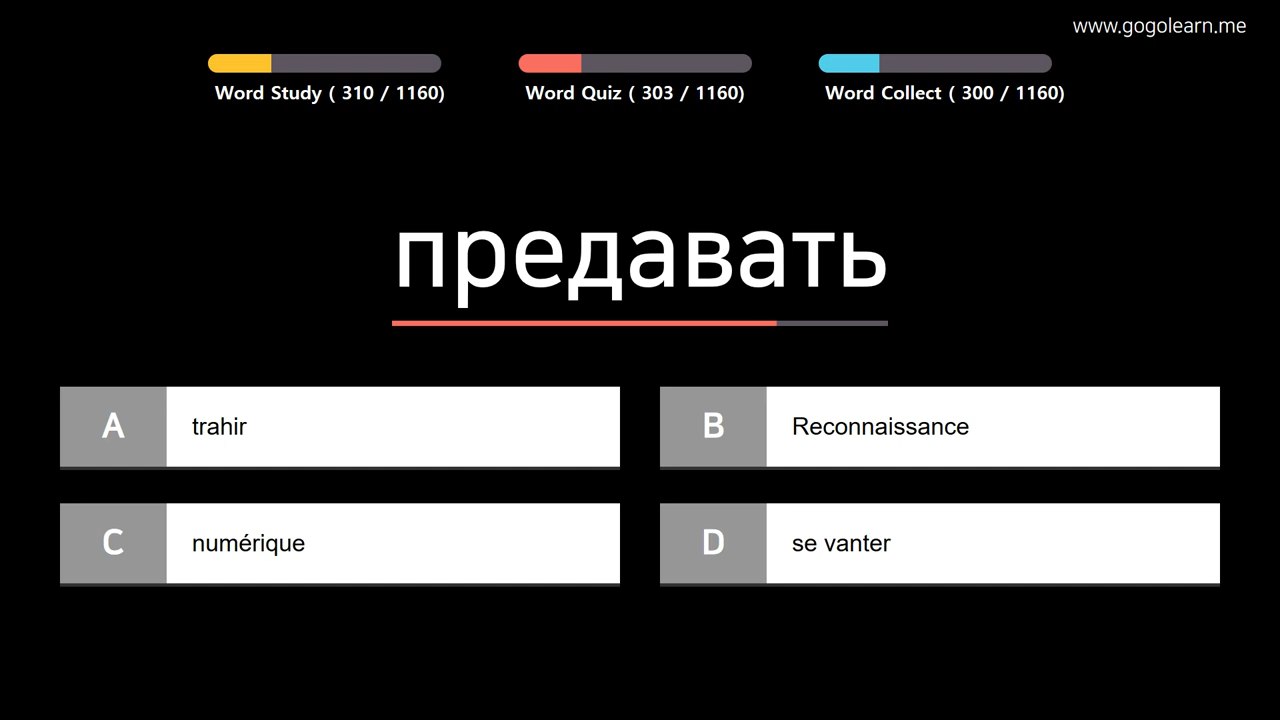 www.gogolearn.me
Word Study ( 310 / 1160)
Word Quiz ( 303 / 1160)
Word Collect ( 300 / 1160)
предавать
A trahir
B Reconnaissance
C numérique
D se vanter